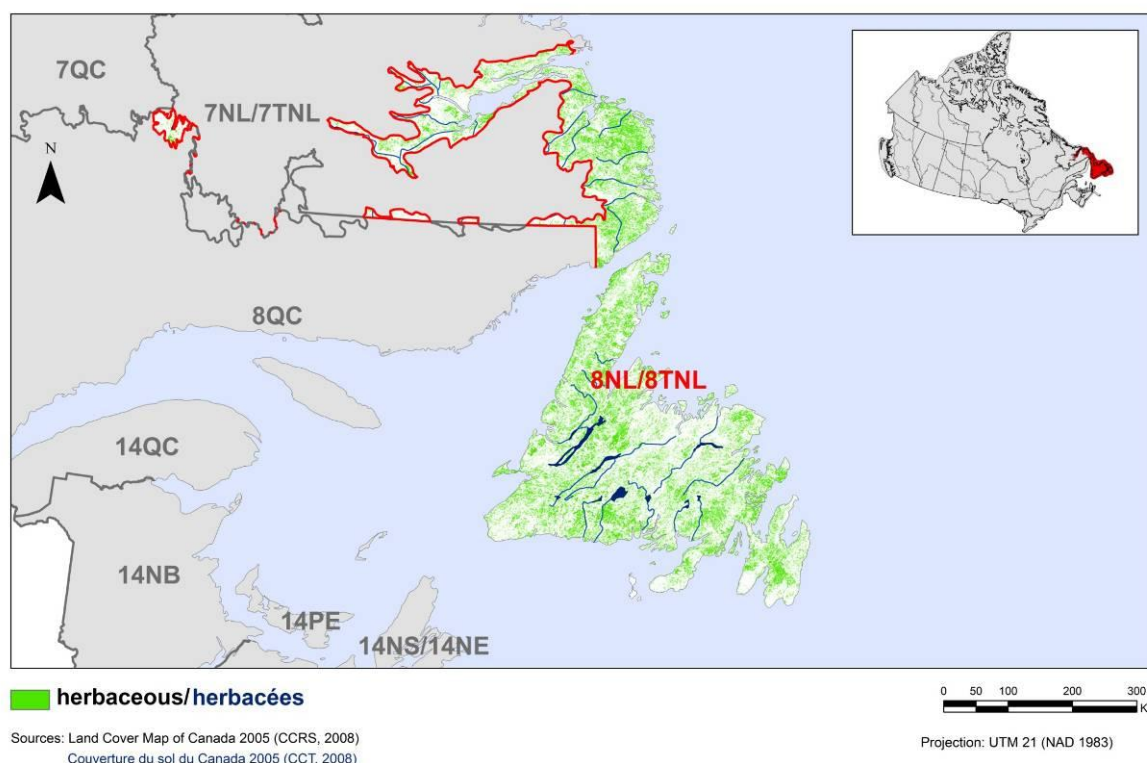 7QC
7NL/7TNL
N
8QC
8NL/8TNL
14QC
14NB
14PE
14NS/14NE
herbaceous/herbacées
0 50 100 200 300
K
Sources: Land Cover Map of Canada 2005 (CCRS, 2008)
Couverture du sol du Canada 2005 (CCT, 2008)
Projection: UTM 21 (NAD 1983)